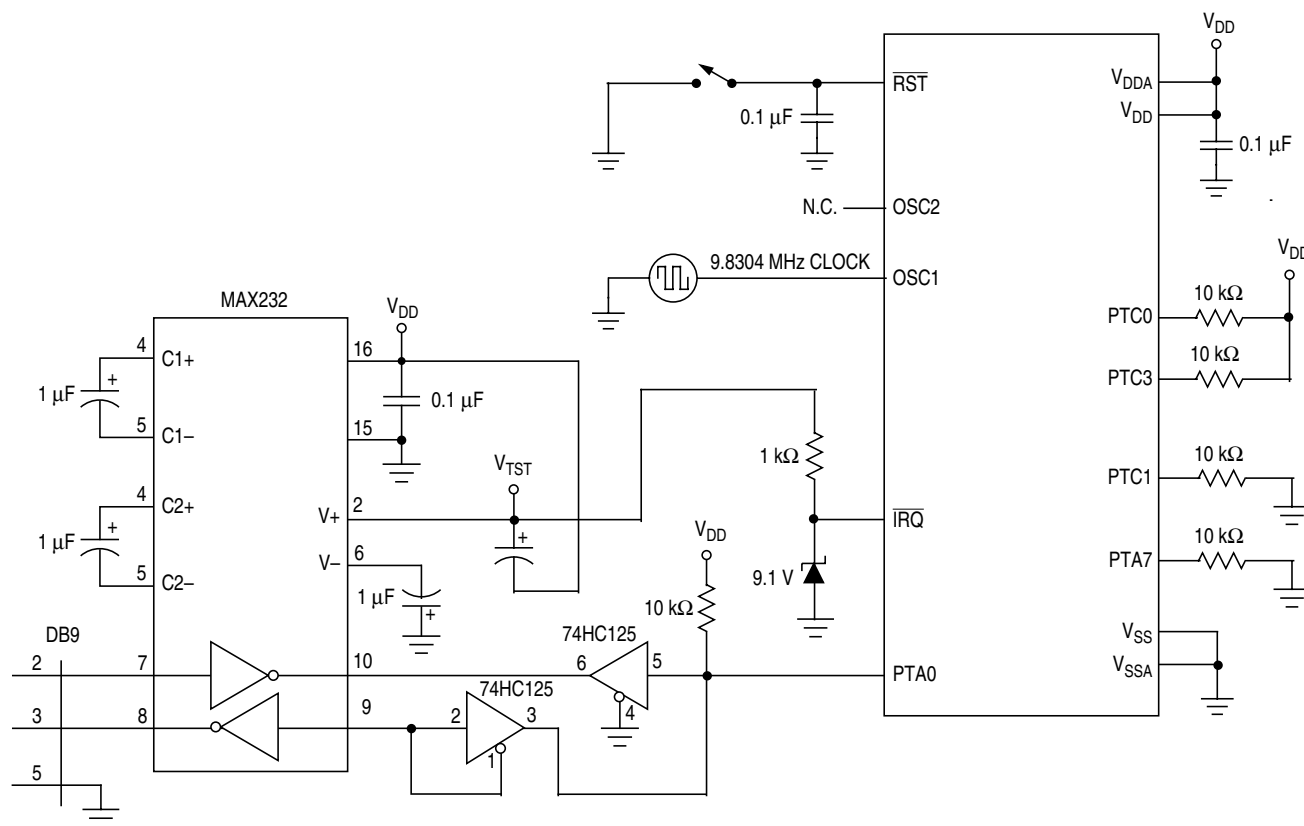 V_DD
RST
V_DDA
V_DD
0.1 µF
0.1 µF
N.C.
OSC2
9.8304 MHz CLOCK
OSC1
V_DD
MAX232
V_DD
PTC0
10 kΩ
10 kΩ
PTC3
4
C1+
16
1 µF
+
0.1 µF
5
C1–
15
1 kΩ
V_TST
PTC1
10 kΩ
4
C2+
V+
2
IRQ
1 µF
+
+
V_DD
10 kΩ
V–
6
PTA7
5
C2–
1 µF
+
9.1 V
10 kΩ
DB9
74HC125
V_SS
2
7
10
6
5
PTA0
V_SSA
74HC125
4
3
8
9
2
3
1
5